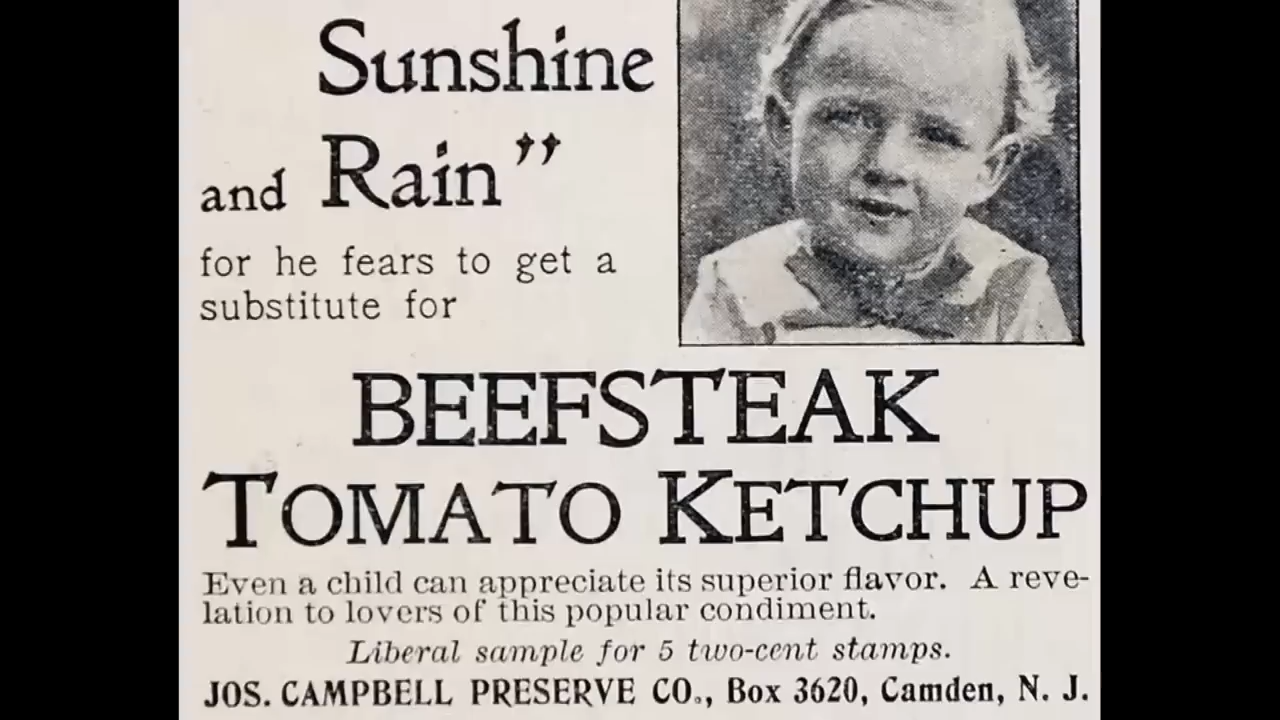 Sunshine
and Rain”
for he fears to get a
substitute for
BEEFSTEAK
TOMATO KETCHUP
Even a child can appreciate its superior flavor. A reve-
lation to lovers of this popular condiment.
Liberal sample for 5 two-cent stamps.
JOS. CAMPBELL PRESERVE CO., Box 3620, Camden, N. J.